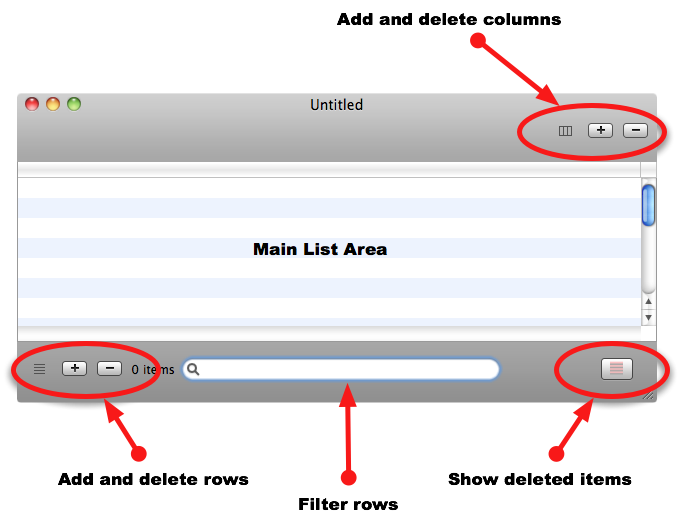 Add and delete columns
Untitled
Main List Area
0 items
Add and delete rows
Show deleted items
Filter rows